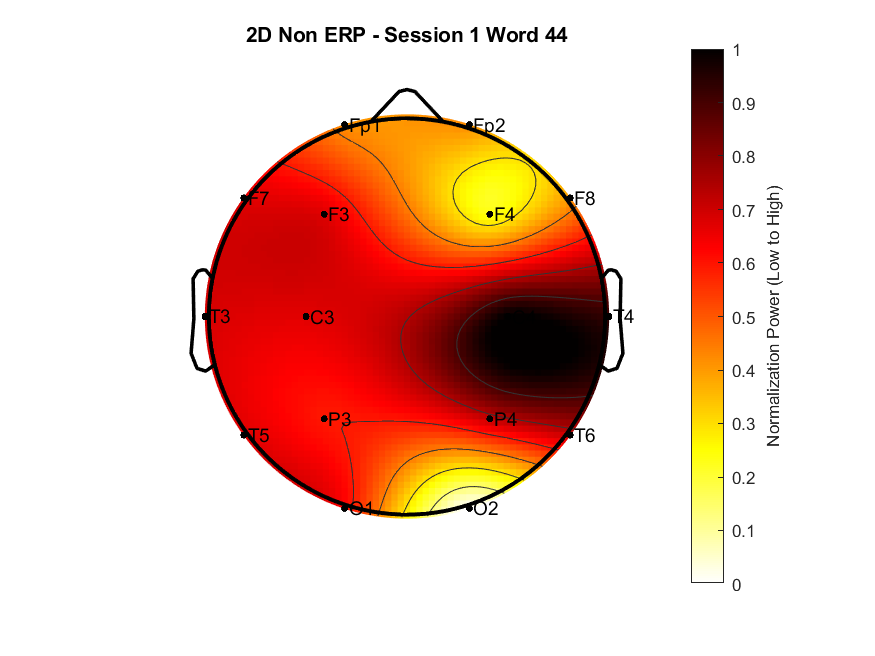 2D Non ERP - Session 1 Word 44
Fp1 Fp2
F7 F8
F3 F4
T3 C3 T4
P3 P4
T5 T6
O1 O2
1
0.9
0.8
0.7
0.6
0.5
0.4
0.3
0.2
0.1
0
Normalization Power (Low to High)